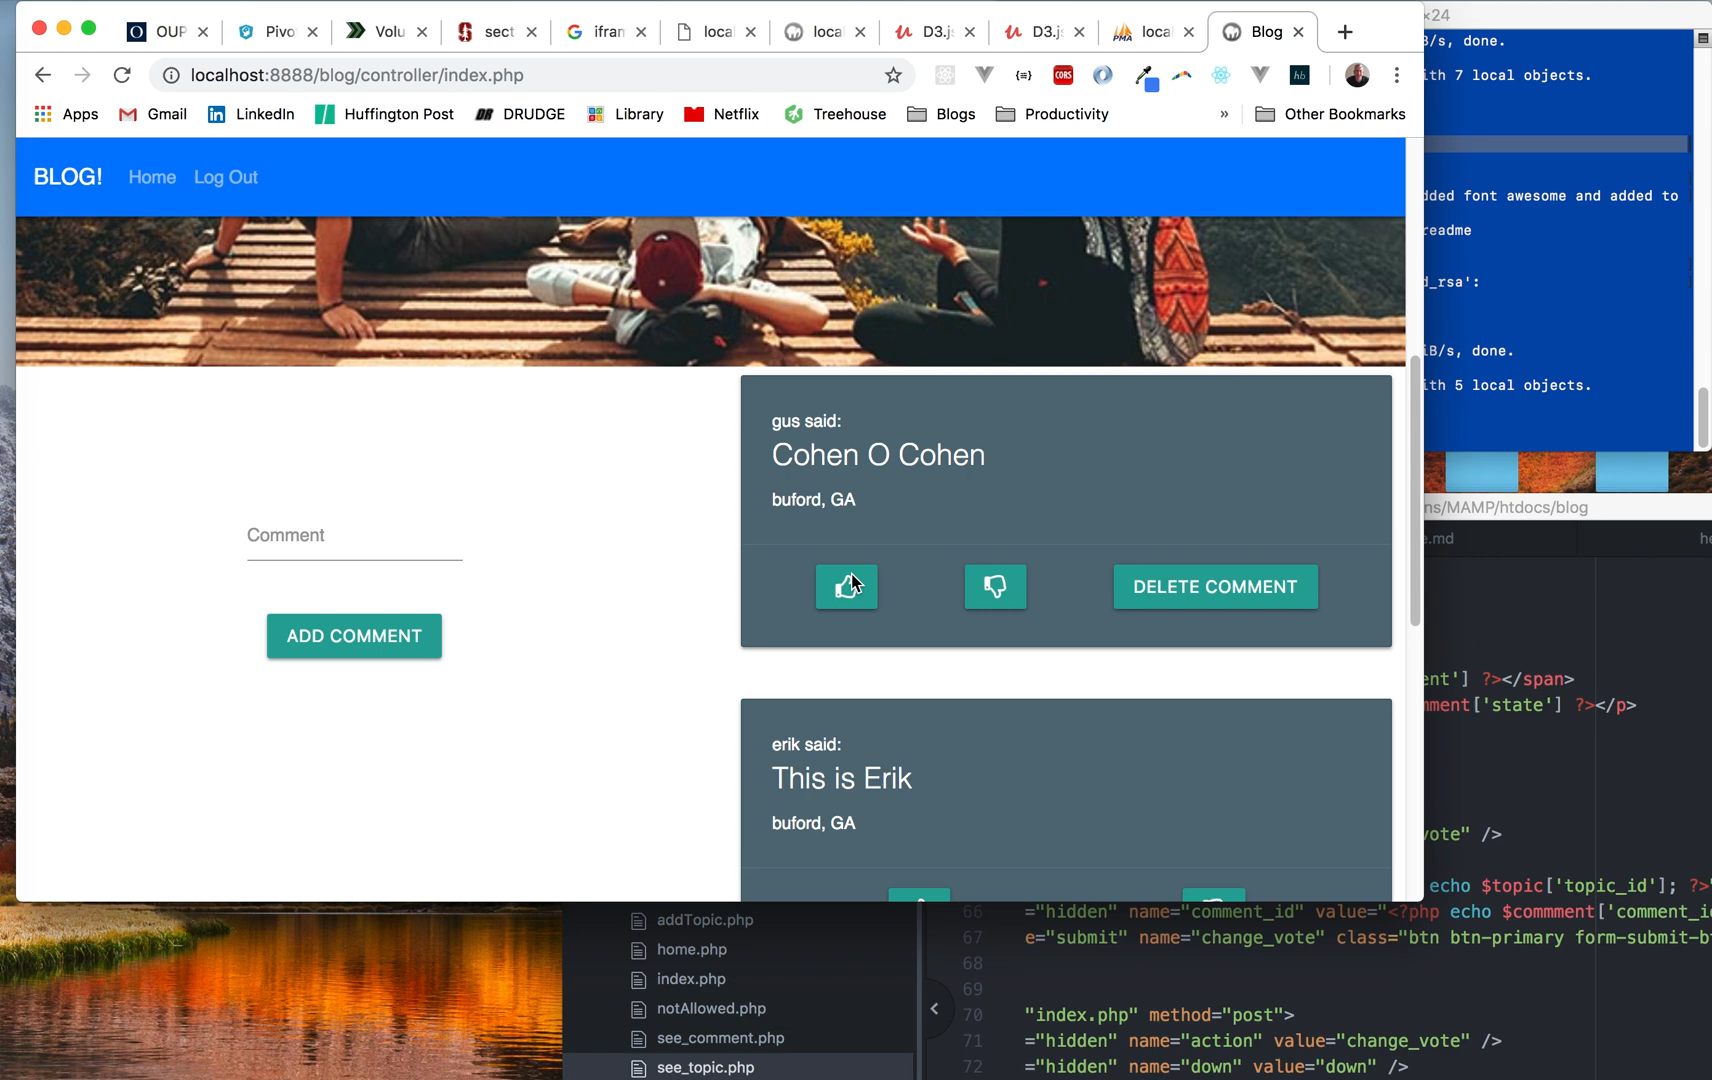 OUP
Pivo
Volu
sect
ifran
loca
loca
D3.js
D3.js
loca
Blog
×24
localhost:8888/blog/controller/index.php
CORS
hb
Apps
Gmail
LinkedIn
Huffington Post
DRUDGE
Library
Netflix
Treehouse
Blogs
Productivity
»
Other Bookmarks
BLOG!
Home
Log Out
B/s, done.
ith 7 local objects.
dded font awesome and added to
readme
d_rsa':
iB/s, done.
ith 5 local objects.
gus said:
Cohen O Cohen
buford, GA
DELETE COMMENT
Comment
ADD COMMENT
erik said:
This is Erik
buford, GA
ns/MAMP/htdocs/blog
e.md
he
ent'] ?></span>
mment['state'] ?></p>
vote" />
echo $topic['topic_id']; ?>"
66 ="hidden" name="comment_id" value="<?php echo $commment['comment_i
67 e="submit" name="change_vote" class="btn btn-primary form-submit-b
68
69
70 "index.php" method="post">
71 ="hidden" name="action" value="change_vote" />
72 ="hidden" name="down" value="down" />
addTopic.php
home.php
index.php
notAllowed.php
see_comment.php
see_topic.php